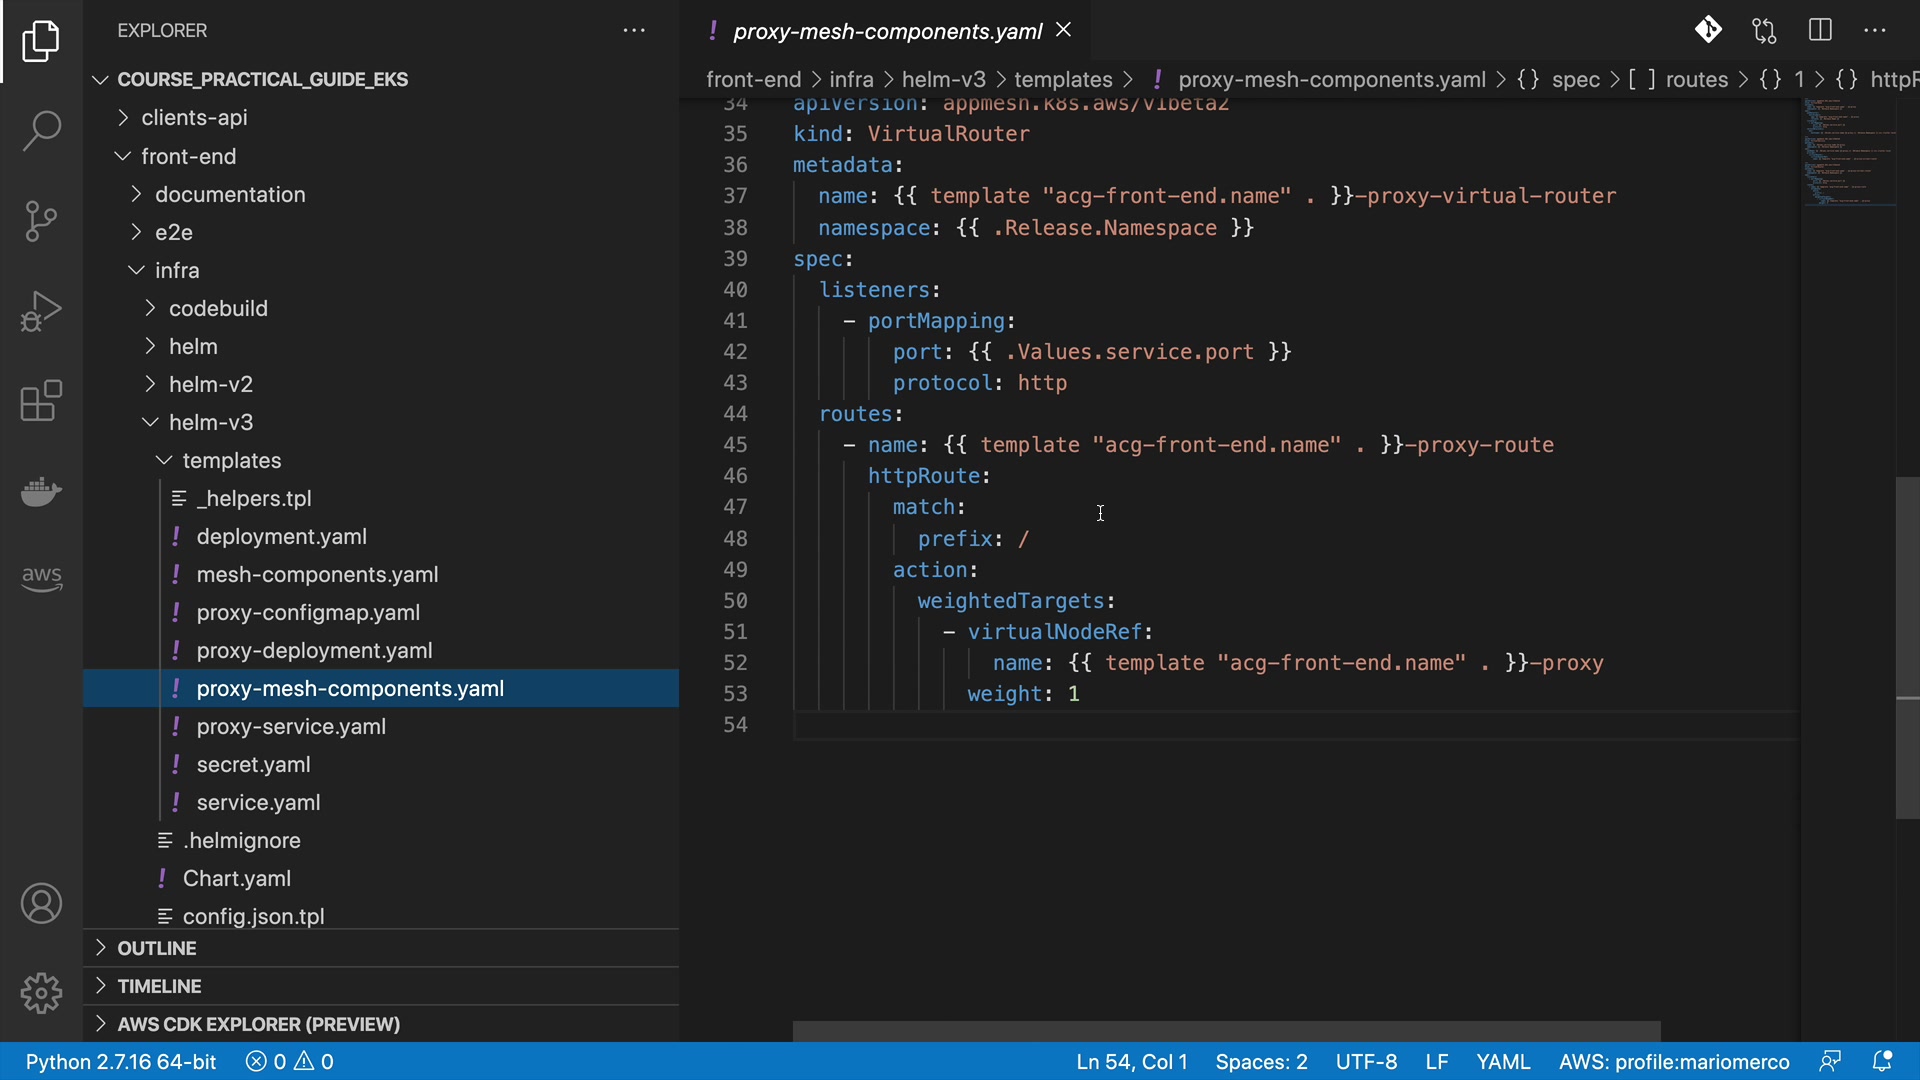 EXPLORER
COURSE_PRACTICAL_GUIDE_EKS
clients-api
front-end
documentation
e2e
infra
codebuild
helm
helm-v2
helm-v3
templates
_helpers.tpl
deployment.yaml
mesh-components.yaml
proxy-configmap.yaml
proxy-deployment.yaml
proxy-mesh-components.yaml
proxy-service.yaml
secret.yaml
service.yaml
.helmignore
Chart.yaml
config.json.tpl
OUTLINE
TIMELINE
AWS CDK EXPLORER (PREVIEW)
aws
! proxy-mesh-components.yaml
front-end > infra > helm-v3 > templates > ! proxy-mesh-components.yaml > {} spec > [ ] routes > {} 1 > {} httpR
34 apiVersion: appmesh.k8s.aws/v1beta2
35 kind: VirtualRouter
36 metadata:
37 name: {{ template "acg-front-end.name" . }}-proxy-virtual-router
38 namespace: {{ .Release.Namespace }}
39 spec:
40 listeners:
41 - portMapping:
42 port: {{ .Values.service.port }}
43 protocol: http
44 routes:
45 - name: {{ template "acg-front-end.name" . }}-proxy-route
46 httpRoute:
47 match:
48 prefix: /
49 action:
50 weightedTargets:
51 - virtualNodeRef:
52 name: {{ template "acg-front-end.name" . }}-proxy
53 weight: 1
54
Python 2.7.16 64-bit 0 0 Ln 54, Col 1 Spaces: 2 UTF-8 LF YAML AWS: profile:mariomerco